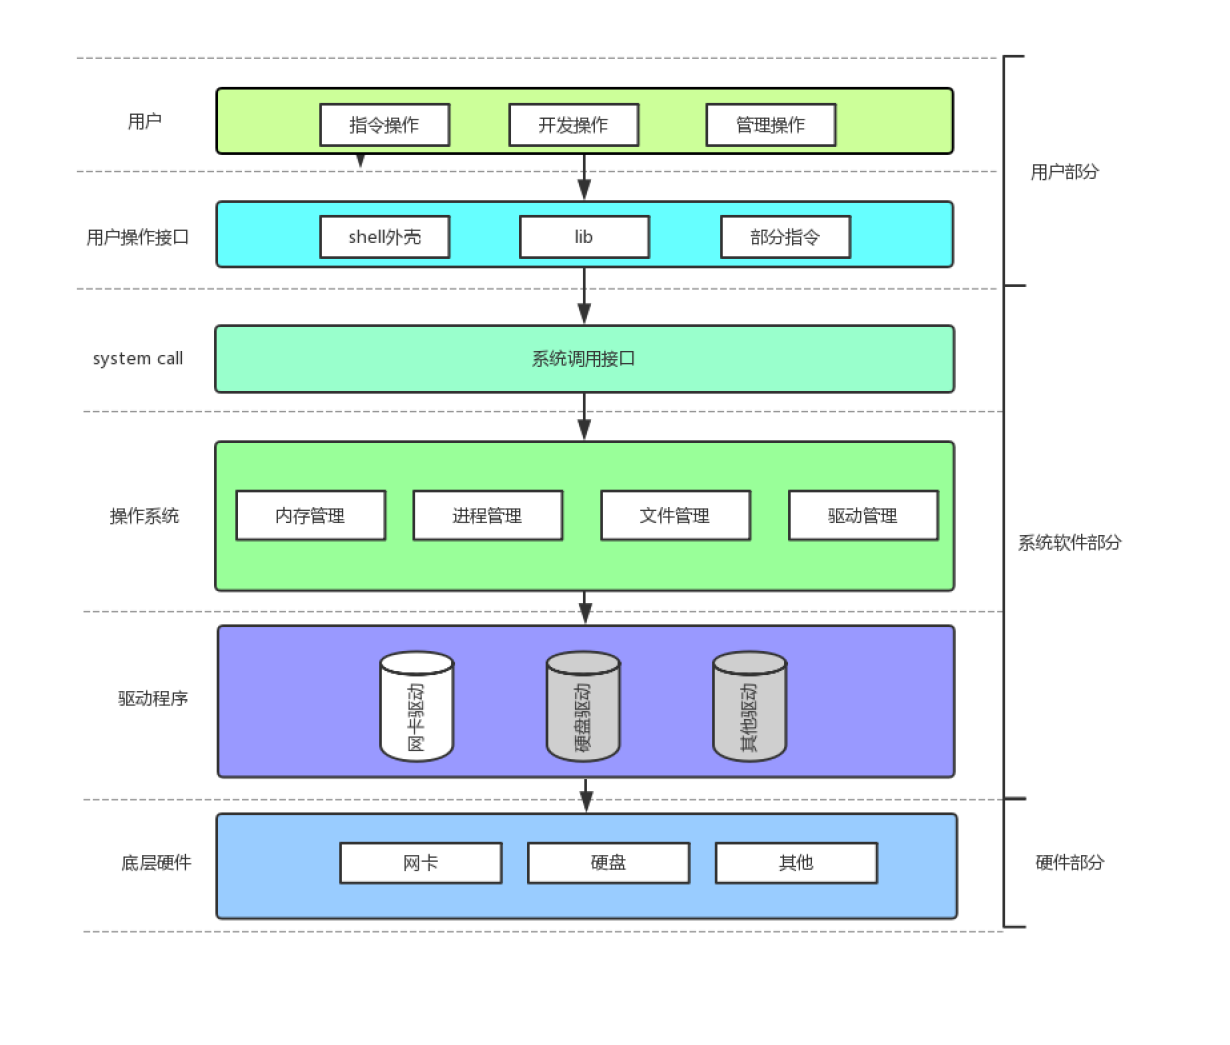 用户
指令操作
开发操作
管理操作
用户部分
用户操作接口
shell外壳
lib
部分指令
system call
系统调用接口
操作系统
内存管理
进程管理
文件管理
驱动管理
系统软件部分
驱动程序
网卡驱动
硬盘驱动
其他驱动
底层硬件
网卡
硬盘
其他
硬件部分